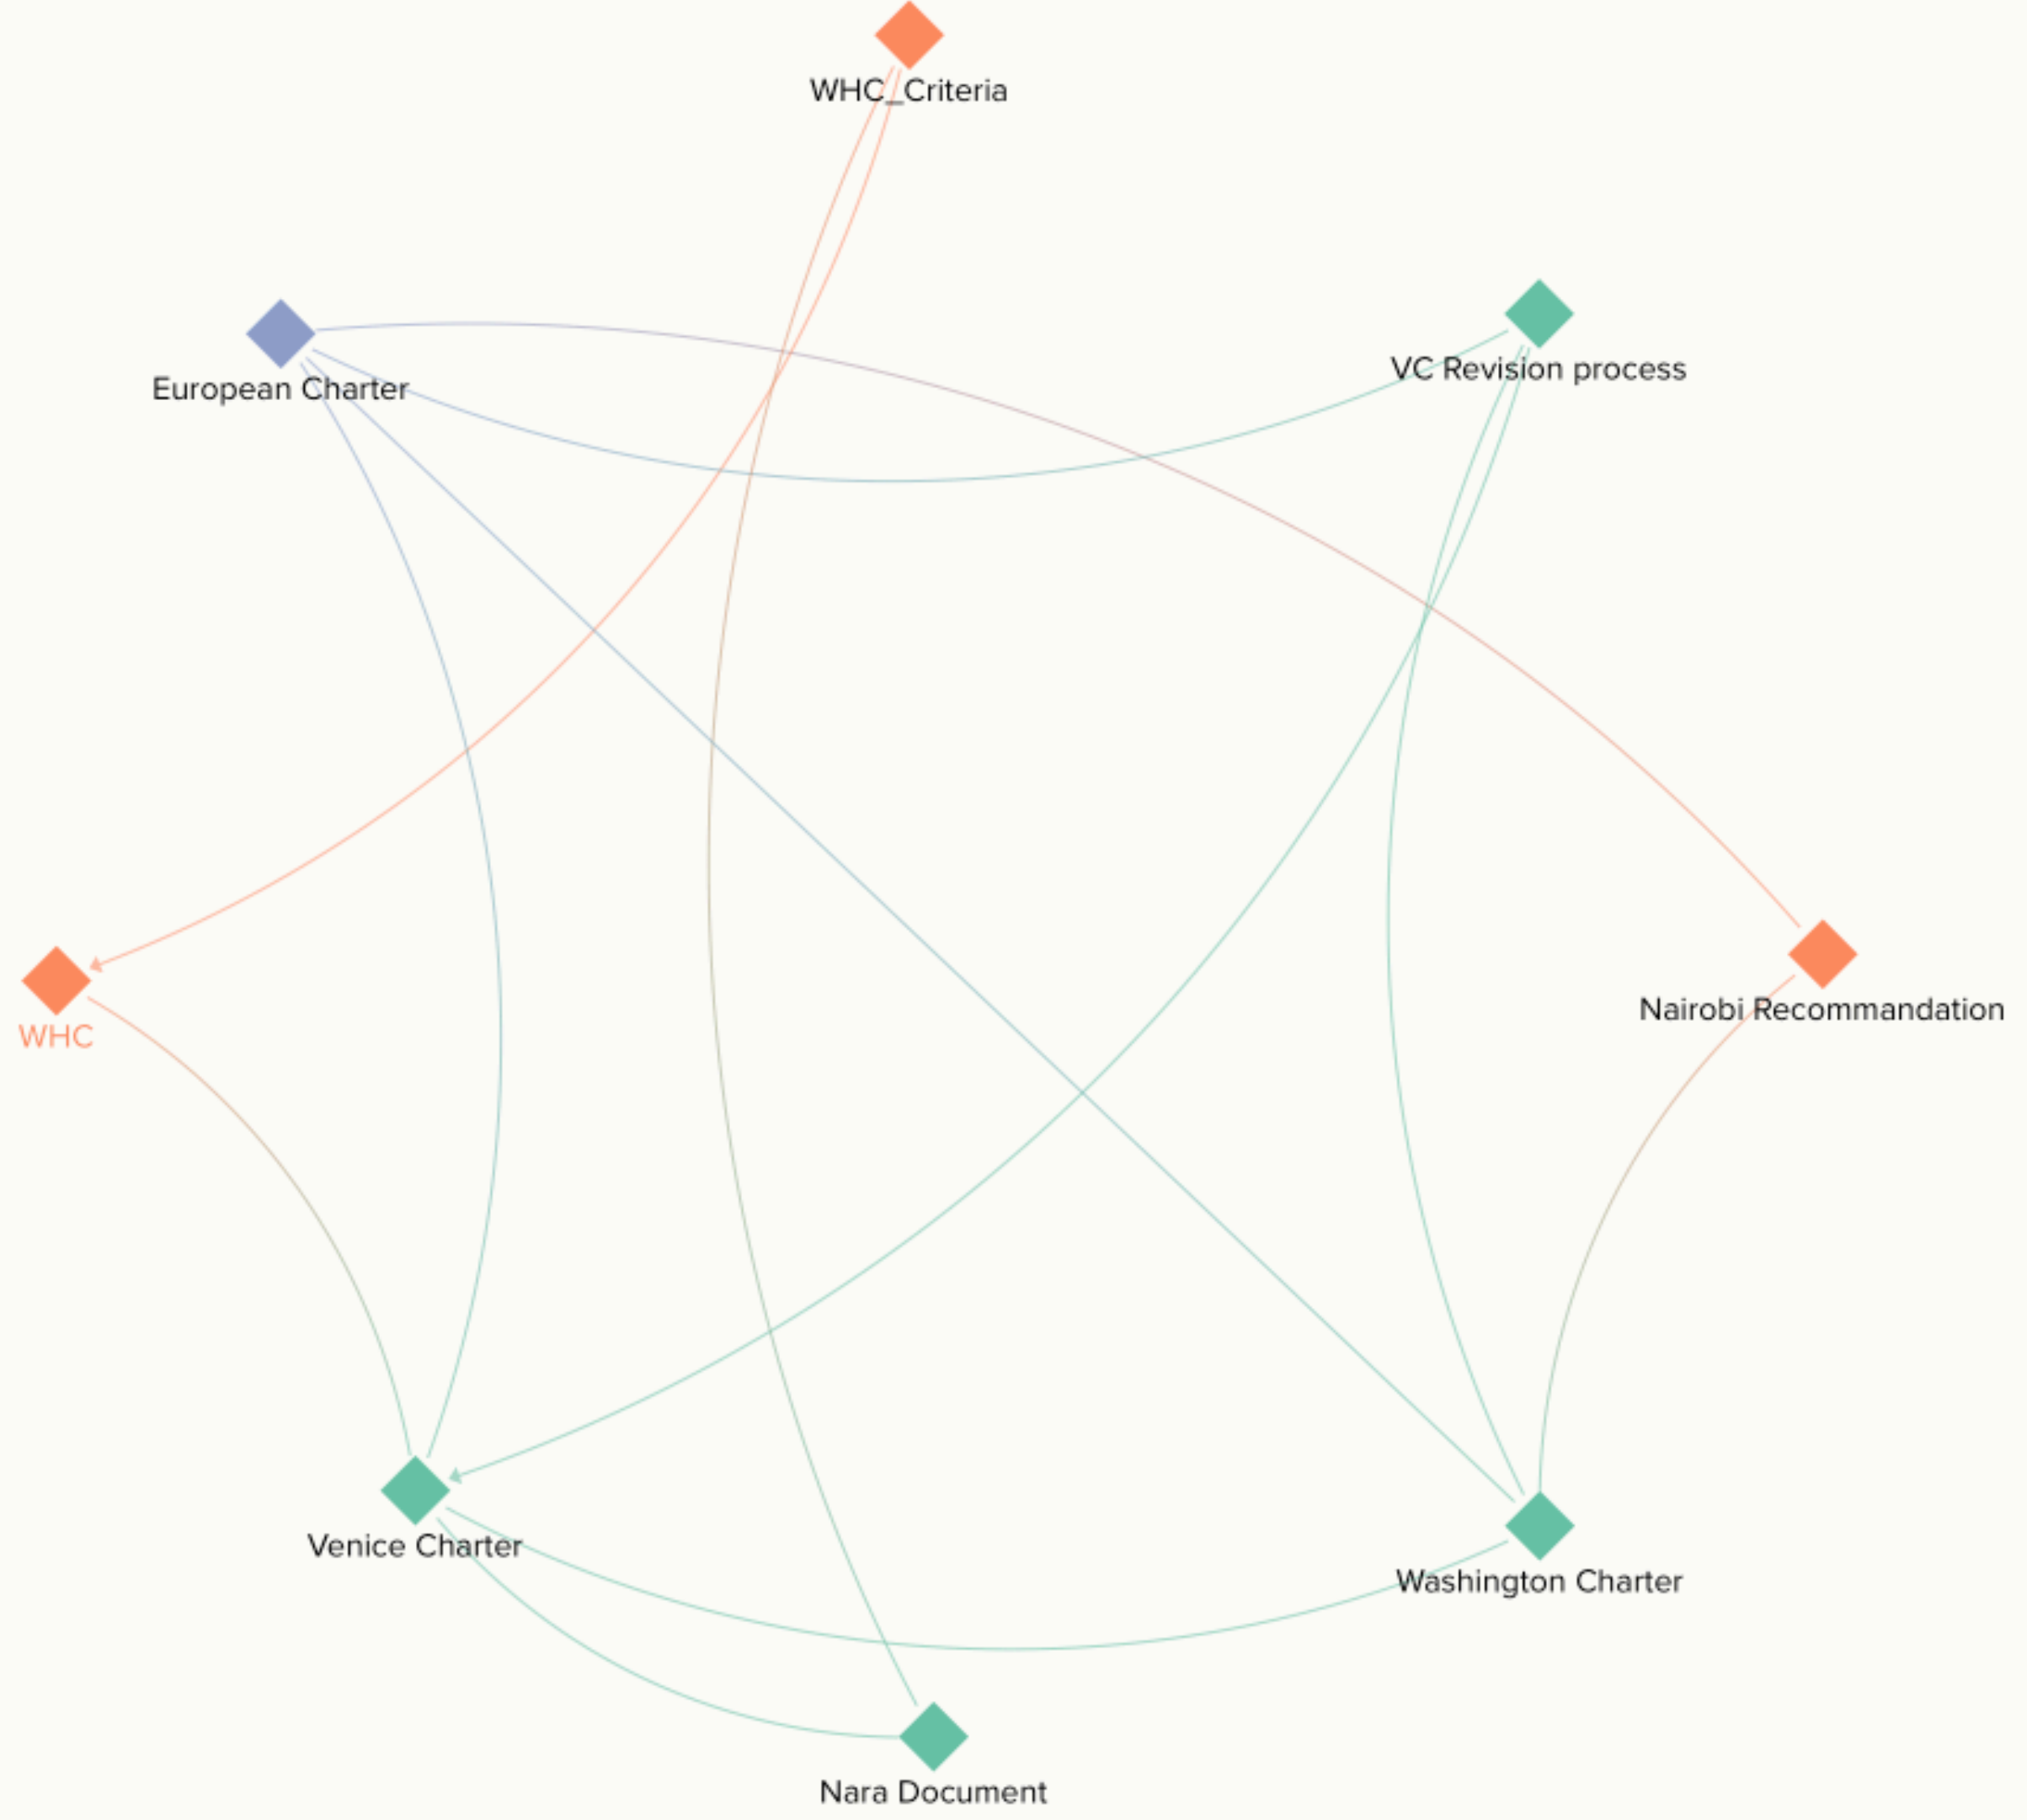 WHC_Criteria
European Charter
VC Revision process
WHC
Nairobi Recommandation
Venice Charter
Washington Charter
Nara Document